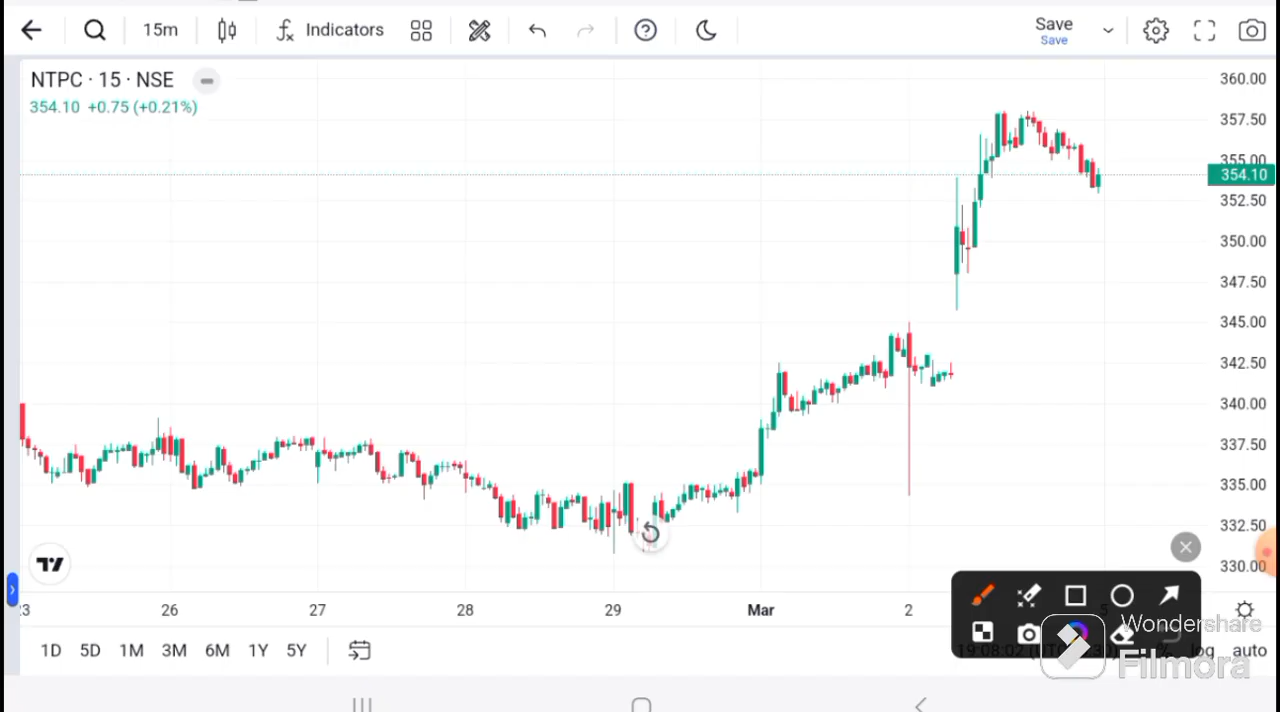 15m
Indicators
Save
Save
NTPC · 15 · NSE
354.10 +0.75 (+0.21%)
360.00
357.50
355.00
354.10
352.50
350.00
347.50
345.00
342.50
340.00
337.50
335.00
332.50
330.00
26 27 28 29 Mar 2
1D 5D 1M 3M 6M 1Y 5Y
log auto
Wondershare
Filmora